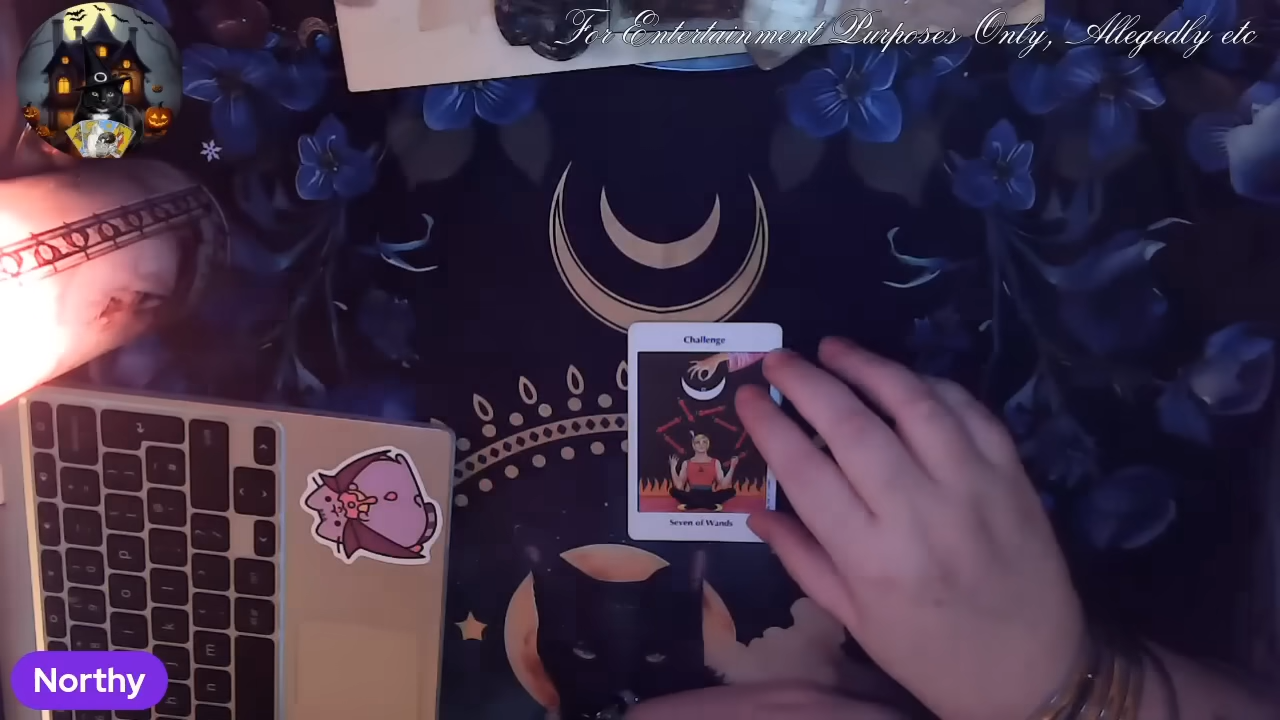 For Entertainment Purposes Only, Allegedly etc
Challenge
Seven of Wands
Northy